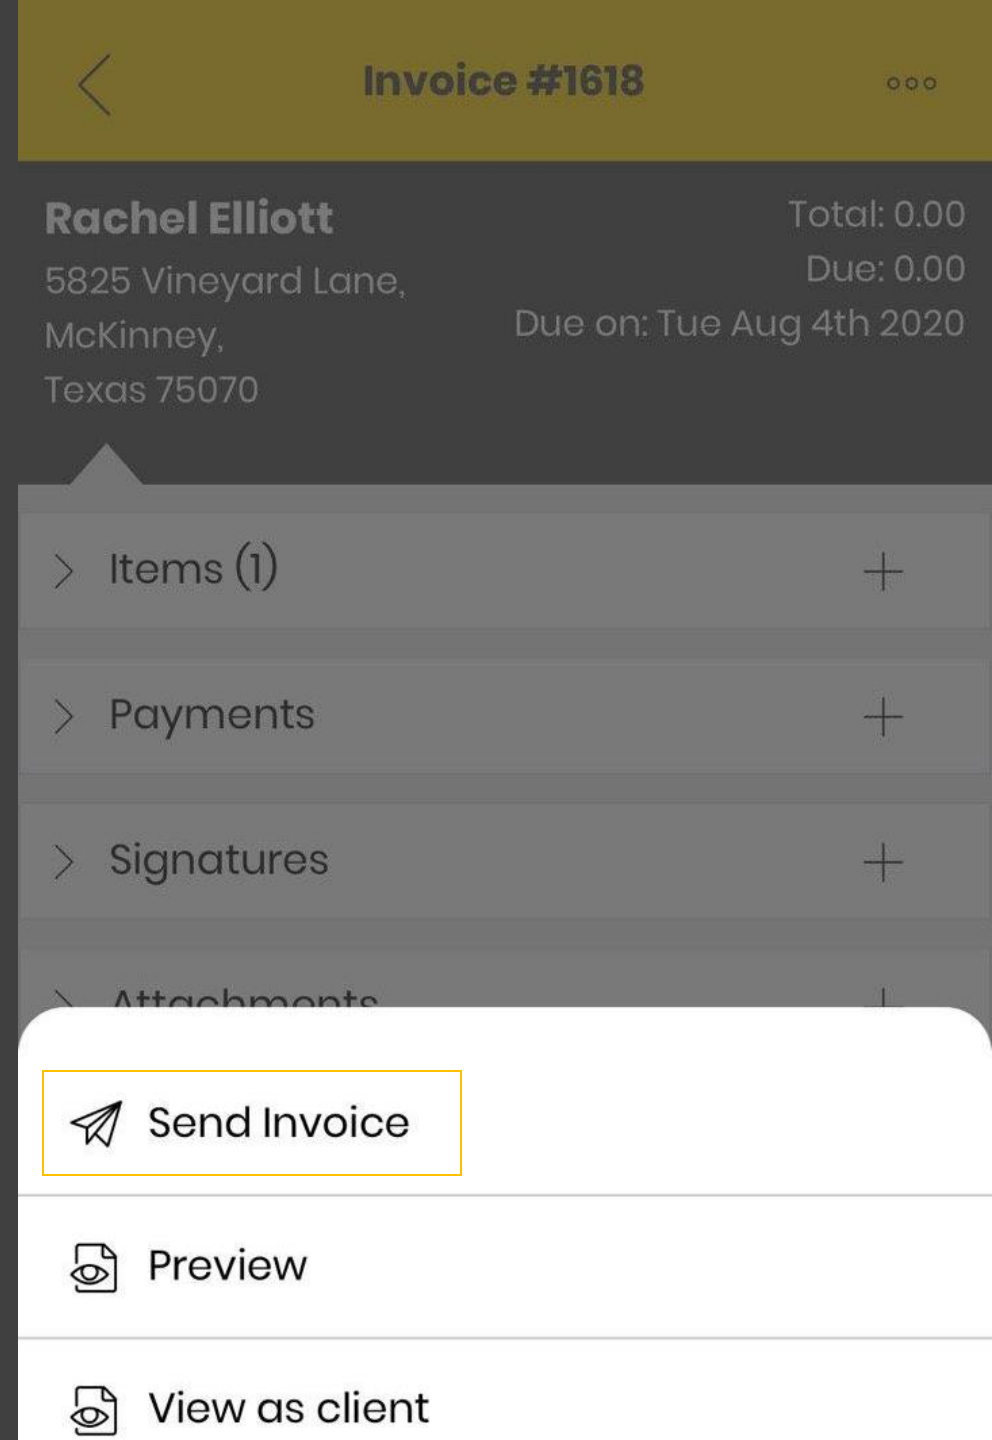 Invoice #1618
Rachel Elliott
5825 Vineyard Lane,
McKinney,
Texas 75070
Total: 0.00
Due: 0.00
Due on: Tue Aug 4th 2020
Items (1)
Payments
Signatures
Attachments
Send Invoice
Preview
View as client